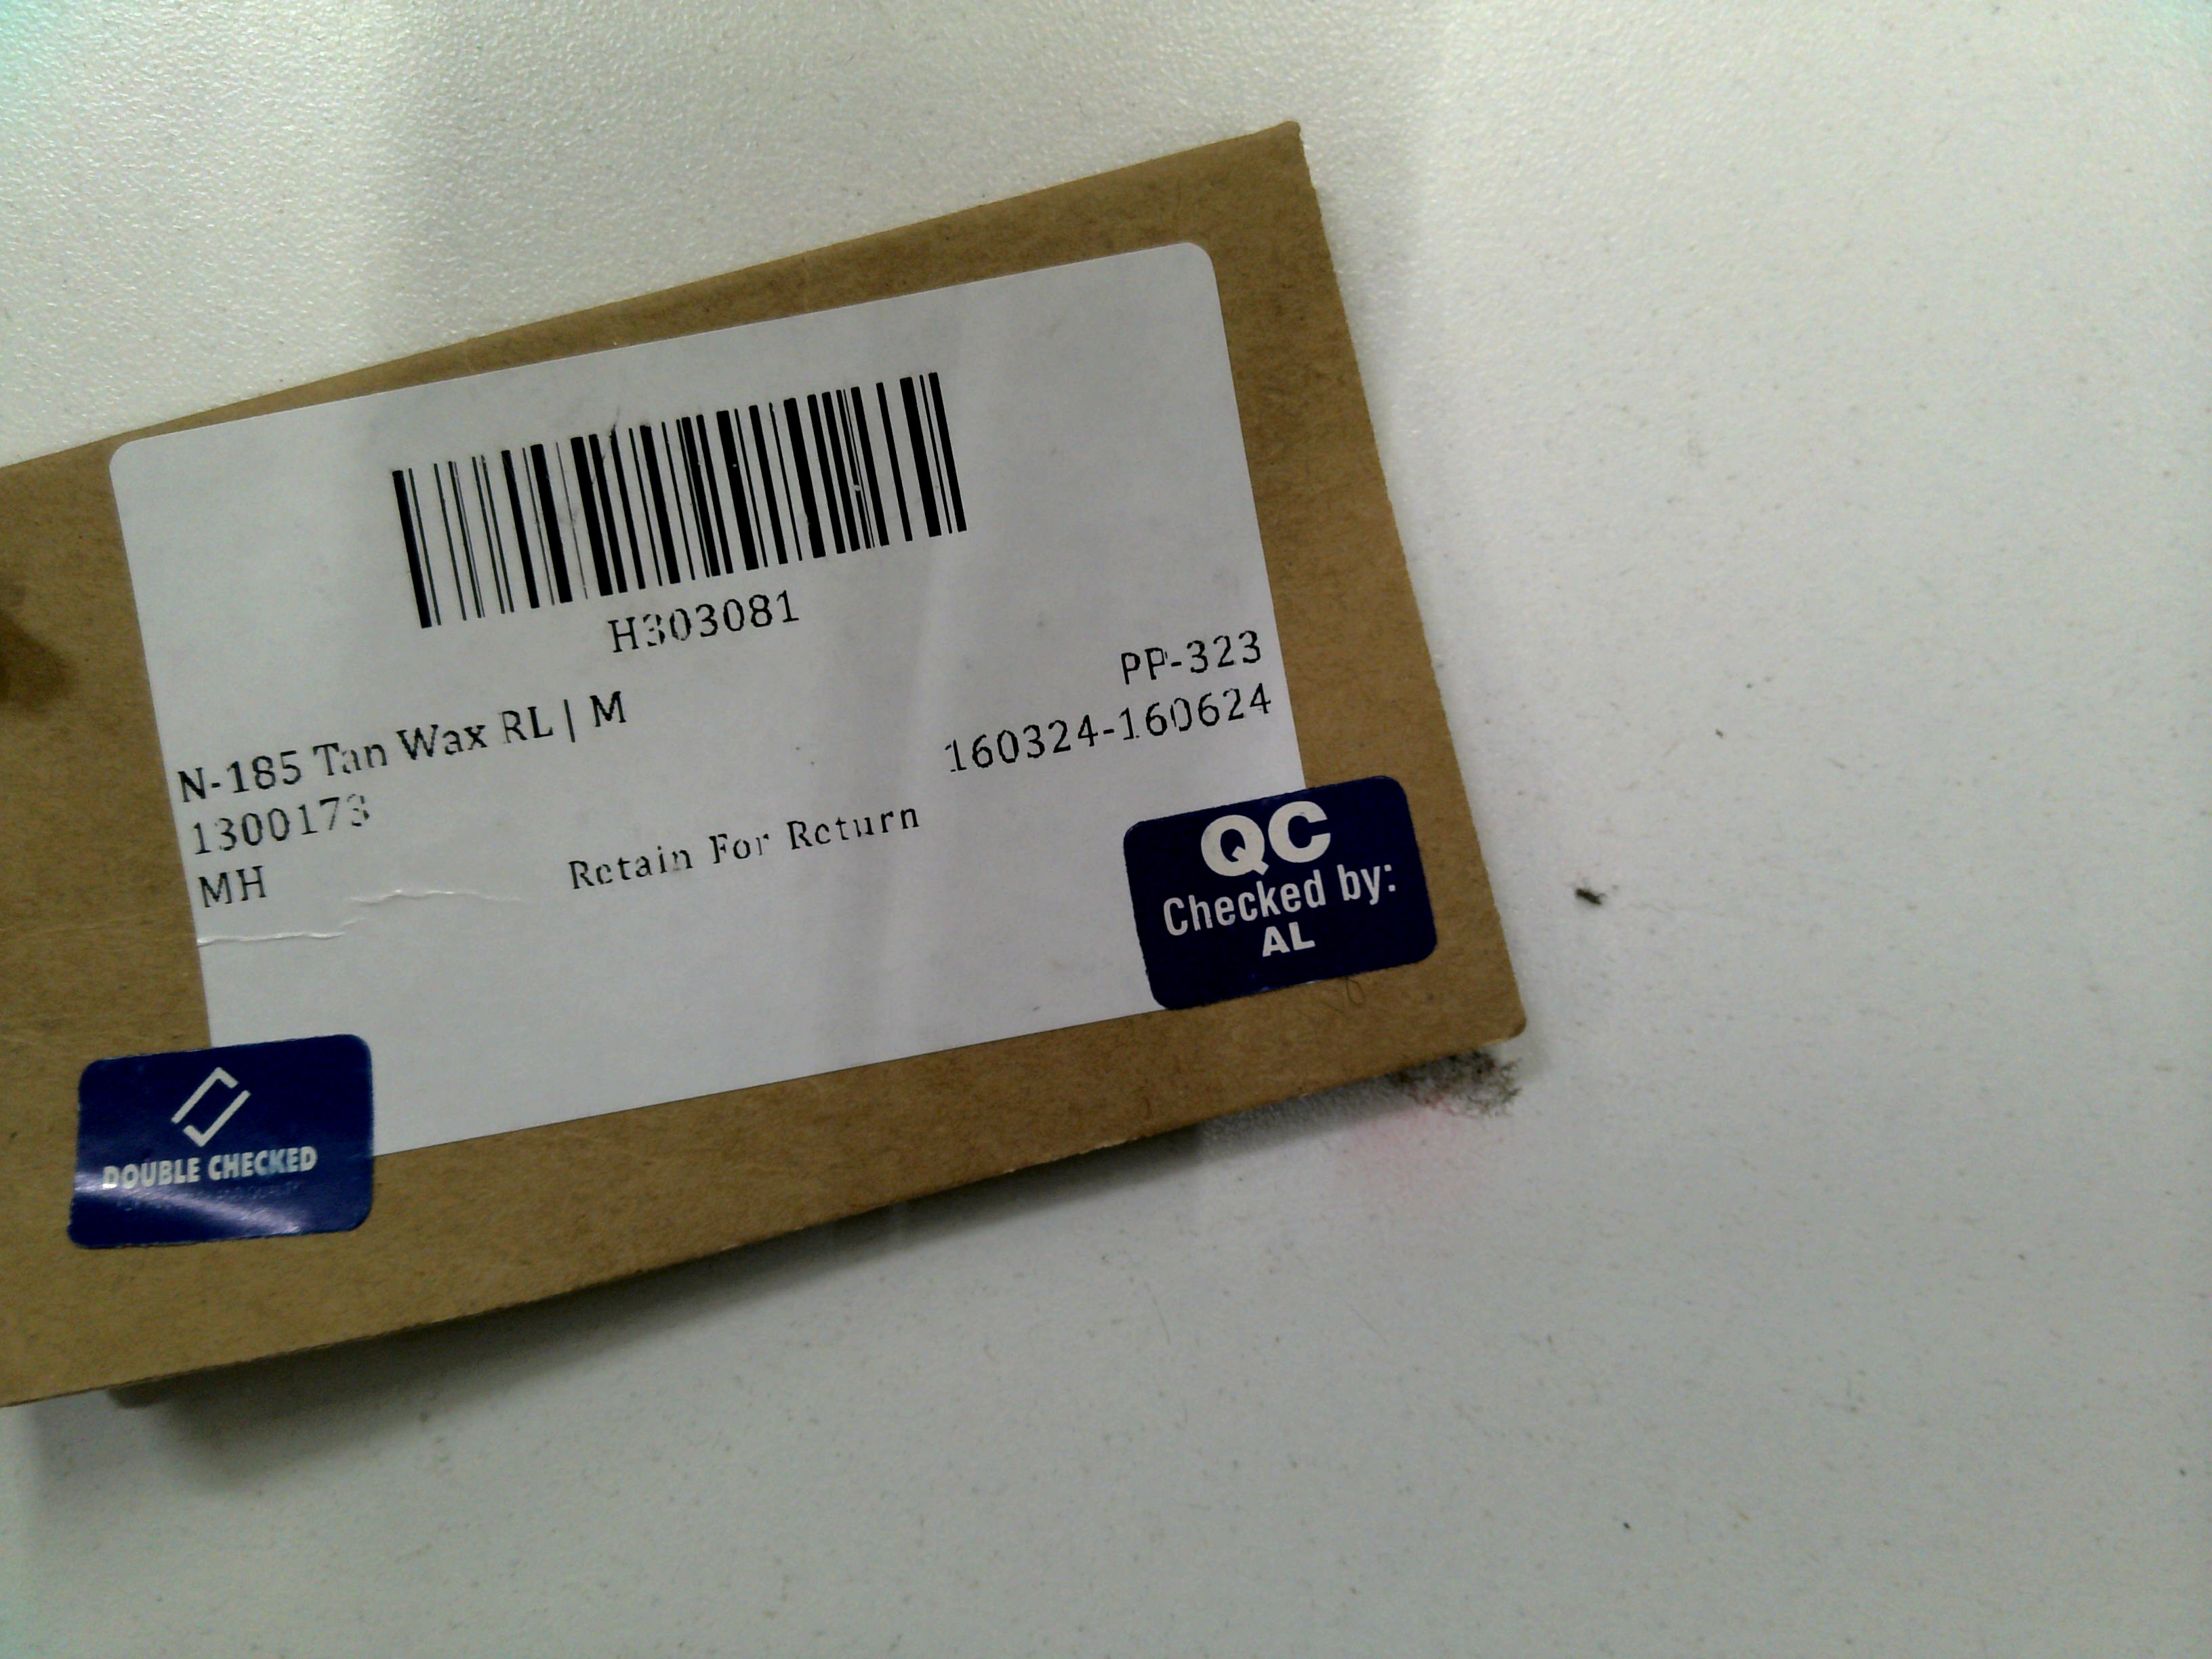 H303081
PP-323
N-185 Tan Wax RL | M
160324-160624
1300173
Retain For Return
MH
QC
Checked by:
AL
DOUBLE CHECKED